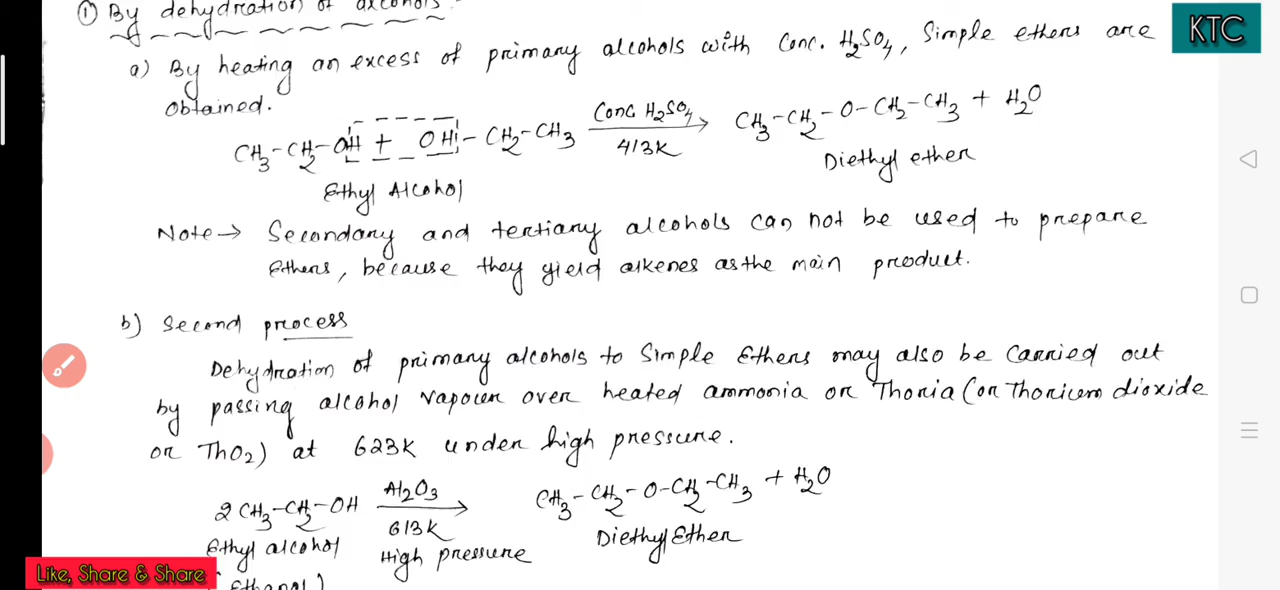 ① By dehydration of alcohols
KTC
a) By heating an excess of primary alcohols with Conc. H2SO4, Simple ethers are
Obtained.
CH3-CH2-OH + OH-CH2-CH3 Conc H2SO4 413K → CH3-CH2-O-CH2-CH3 + H2O
Ethyl Alcohol Diethyl ether
Note → Secondary and tertiary alcohols can not be used to prepare
Ethers, because they yield alkenes as the main product.
b) Second process
Dehydration of primary alcohols to Simple Ethers may also be Carried out
by passing alcohol vapour over heated ammonia or Thoria (or Thorium dioxide
or ThO2) at 623K under high pressure.
2 CH3-CH2-OH Al2O3 613K → CH3-CH2-O-CH2-CH3 + H2O
Ethyl alcohol High pressure Diethyl Ether
Like, Share & Share
Ethanol)